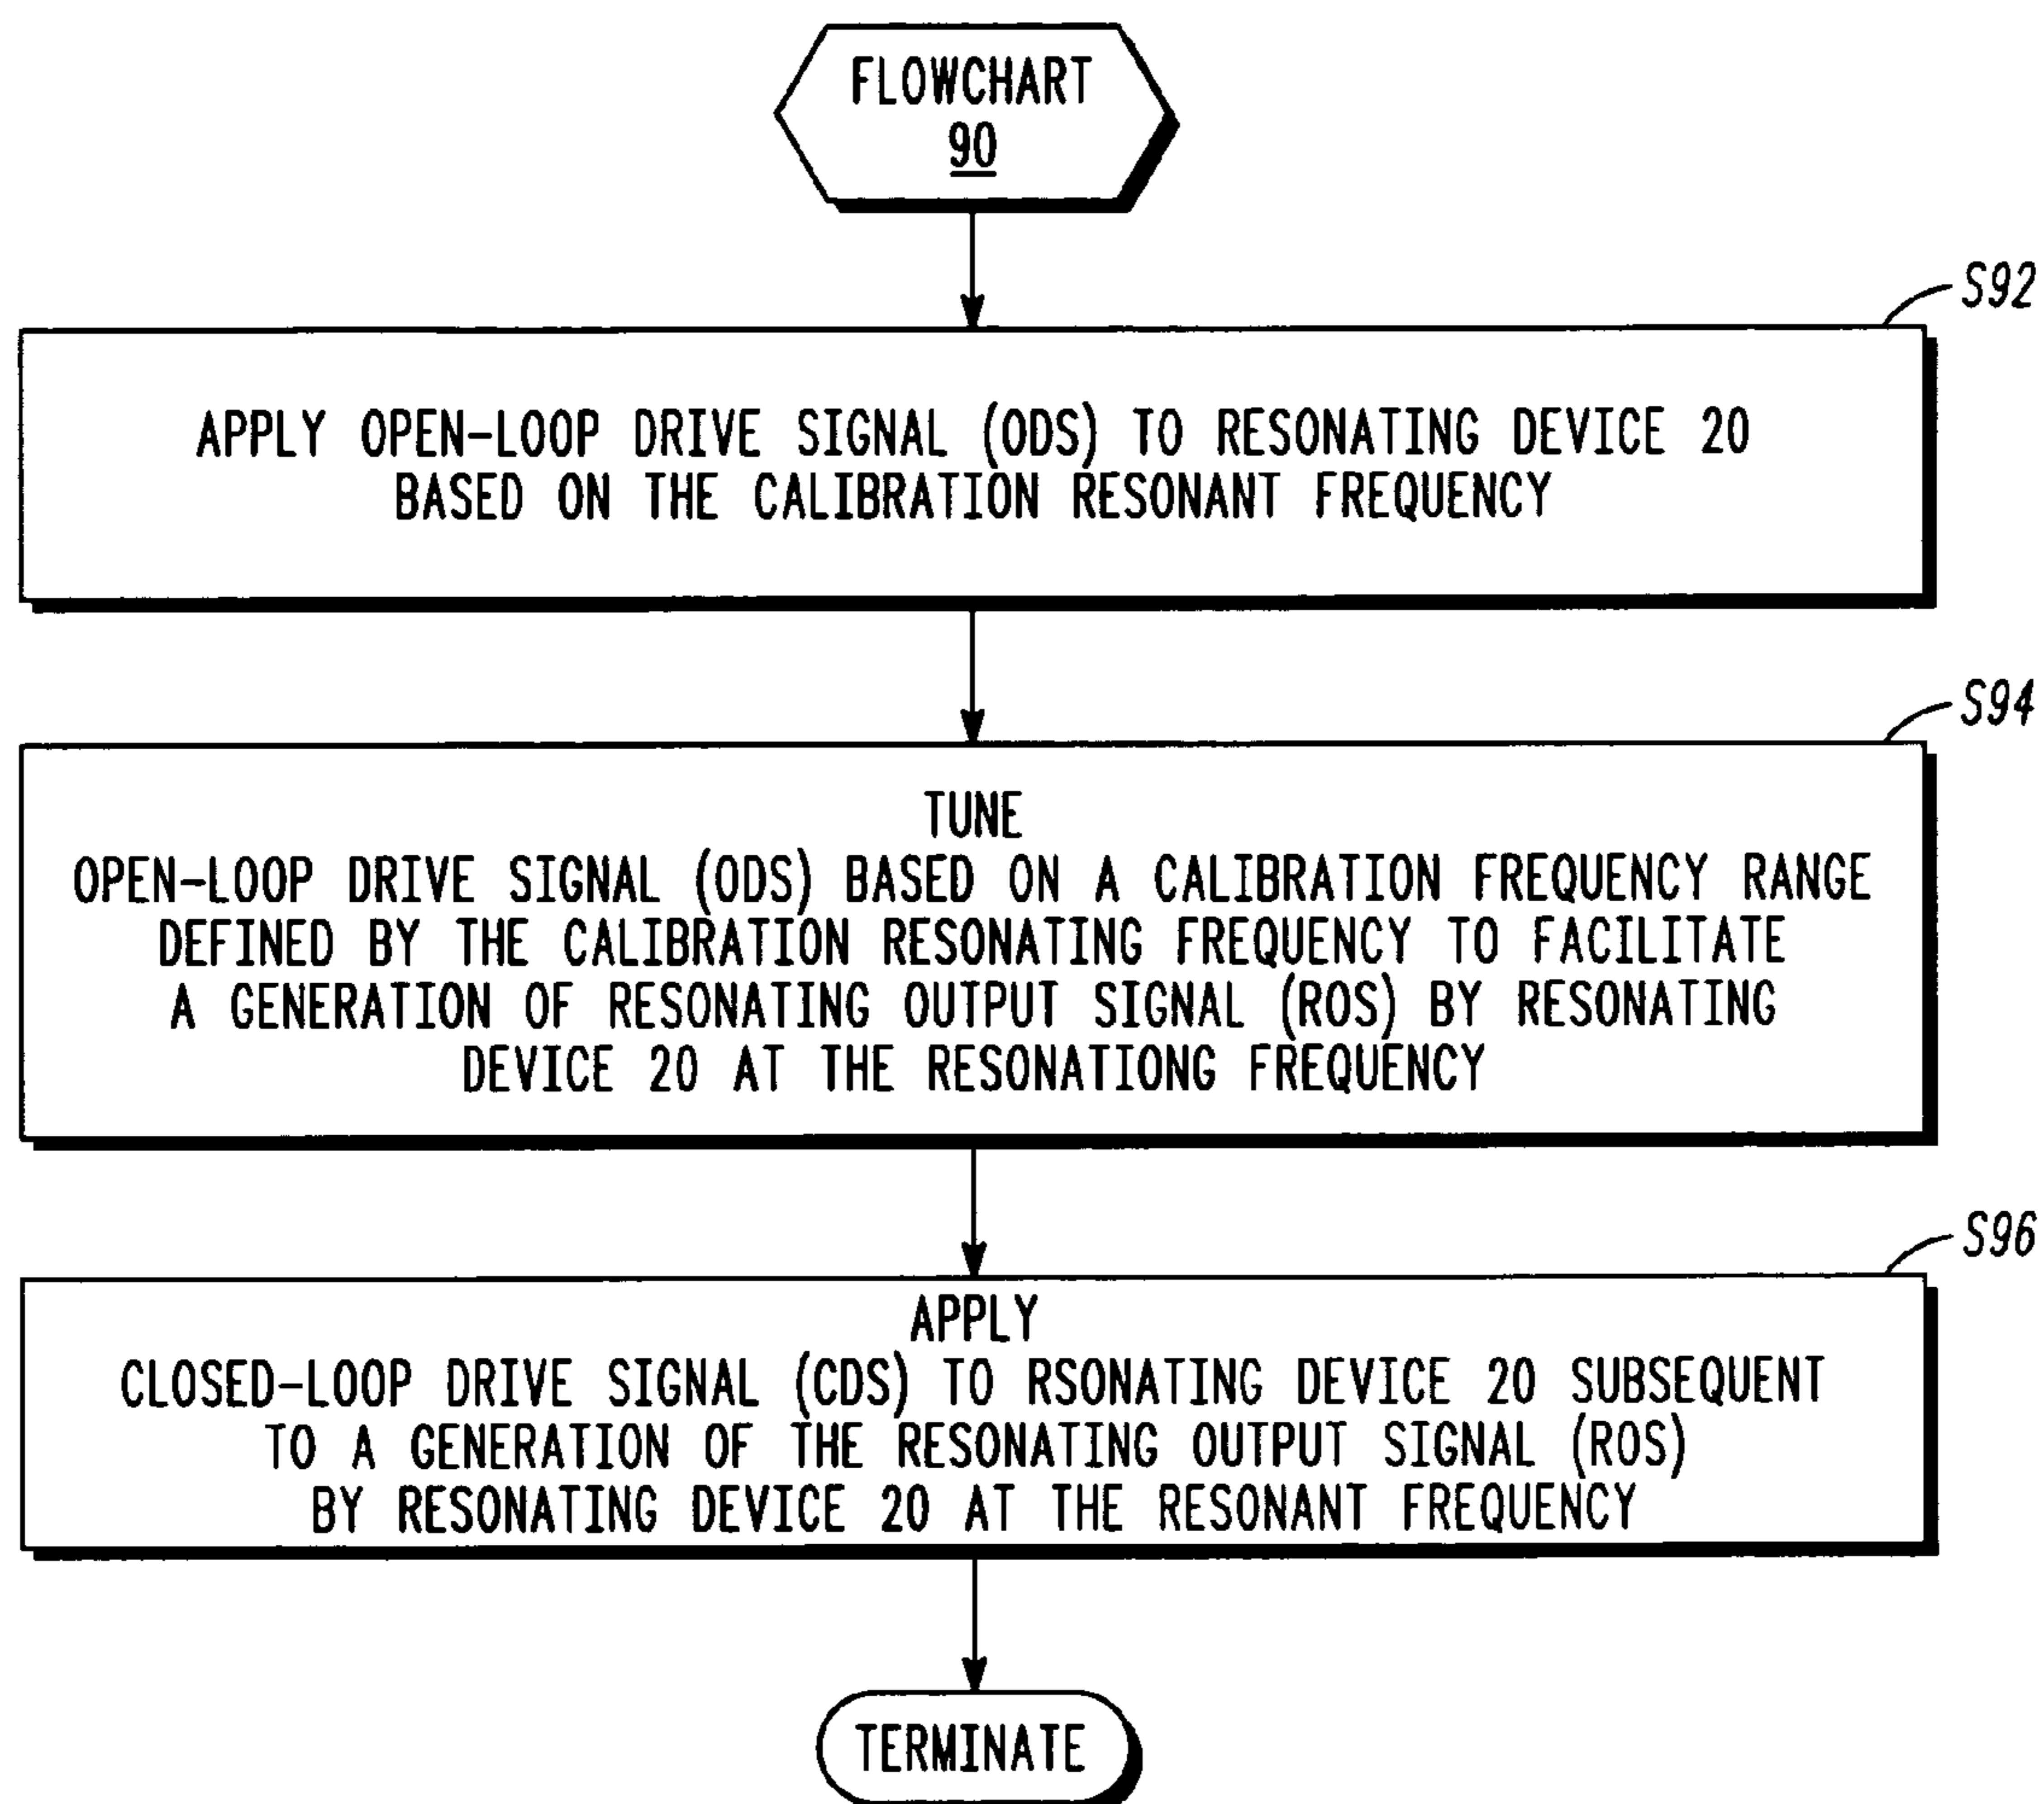 FLOWCHART
90
S92
APPLY OPEN-LOOP DRIVE SIGNAL (ODS) TO RESONATING DEVICE 20
BASED ON THE CALIBRATION RESONANT FREQUENCY
S94
TUNE
OPEN-LOOP DRIVE SIGNAL (ODS) BASED ON A CALIBRATION FREQUENCY RANGE
DEFINED BY THE CALIBRATION RESONATING FREQUENCY TO FACILITATE
A GENERATION OF RESONATING OUTPUT SIGNAL (ROS) BY RESONATING
DEVICE 20 AT THE RESONATIONG FREQUENCY
S96
APPLY
CLOSED-LOOP DRIVE SIGNAL (CDS) TO RSONATING DEVICE 20 SUBSEQUENT
TO A GENERATION OF THE RESONATING OUTPUT SIGNAL (ROS)
BY RESONATING DEVICE 20 AT THE RESONANT FREQUENCY
TERMINATE